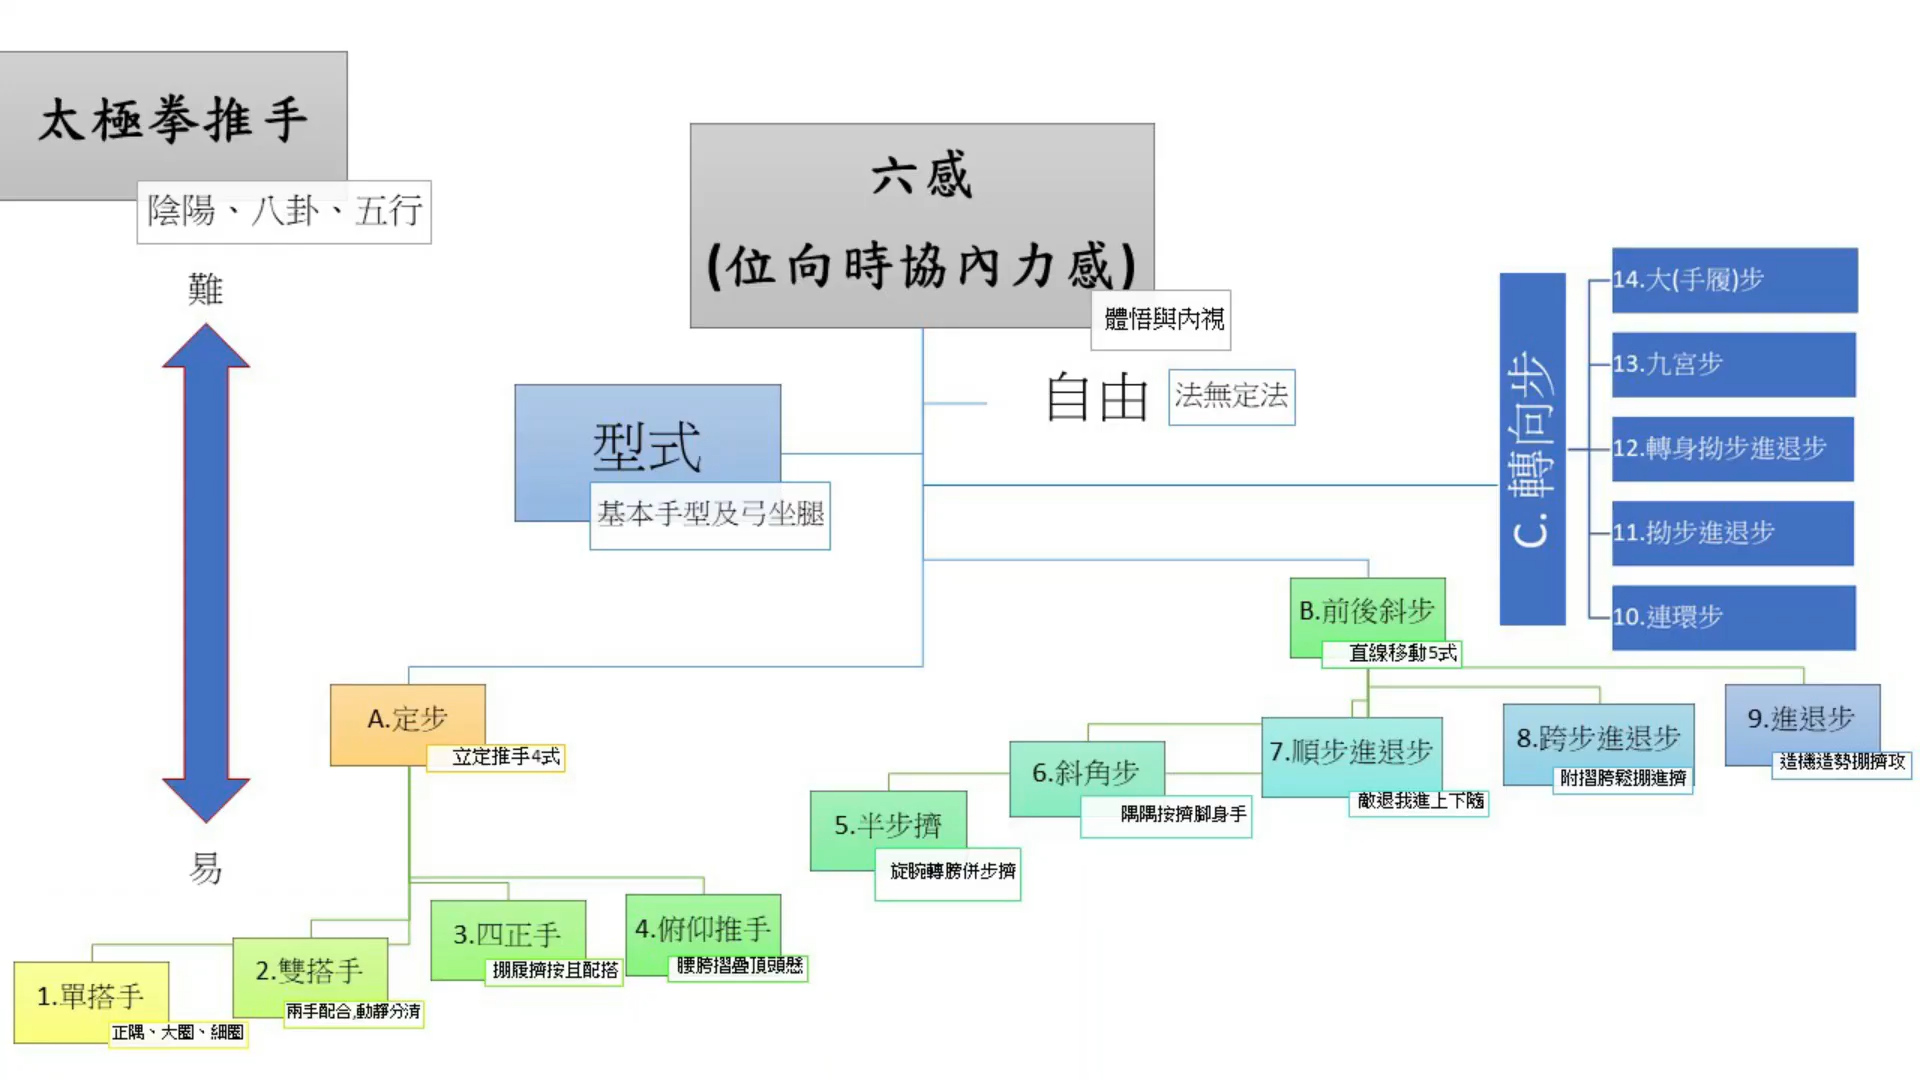 太極拳推手
陰陽、八卦、五行
難
易
六感
(位向時協內力感)
體悟與內視
自由
法無定法
型式
基本手型及弓坐腿
C.轉向步
14.大(手履)步
13.九宮步
12.轉身拗步進退步
11.拗步進退步
10.連環步
B.前後斜步
直線移動5式
A.定步
立定推手4式
9.進退步
造機造勢掤擠攻
8.跨步進退步
附摺胯鬆掤進擠
7.順步進退步
敵退我進上下隨
6.斜角步
隅隅按擠腳身手
5.半步擠
旋腕轉膀併步擠
4.俯仰推手
腰胯摺疊頂頭懸
3.四正手
掤履擠按且配搭
2.雙搭手
兩手配合,動靜分清
1.單搭手
正隅、大圈、細圈